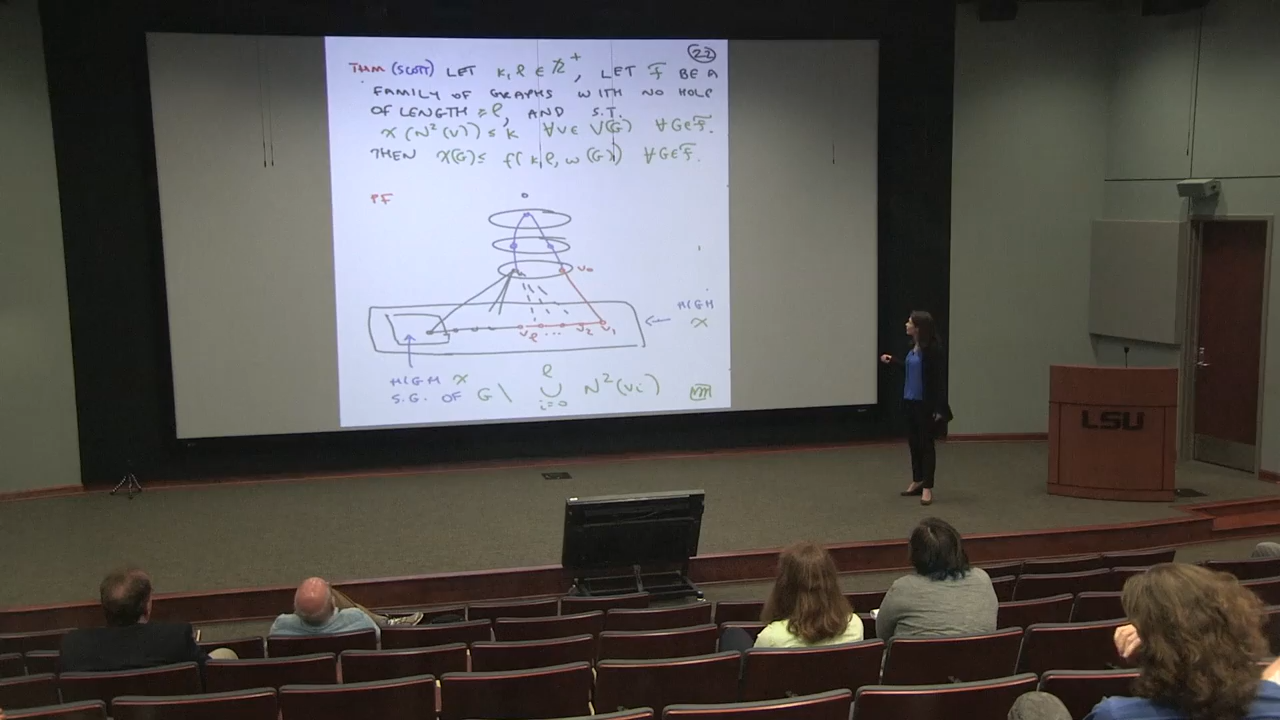 22
THM (SCOTT) LET k, ℓ ∈ ℤ⁺, LET F BE A
FAMILY OF GRAPHS WITH NO HOLE
OF LENGTH ≥ ℓ, AND S.T.
χ(N²(V)) ≤ k ∀v∈ V(G) ∀G∈F.
THEN χ(G) ≤ f(k ℓ, ω(G)) ∀G∈F.
PF
v₀
HIGH
χ
vℓ ... v₂ v₁
HIGH χ
S.G. OF G \ ∪ᵢ₌₀^ℓ N²(vᵢ)
LSU